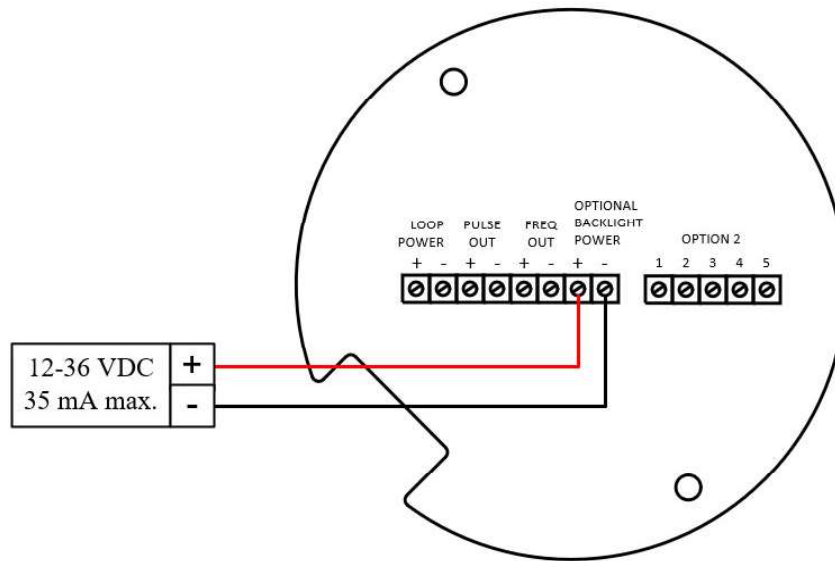 LOOP POWER
PULSE OUT
FREQ OUT
OPTIONAL BACKLIGHT POWER
OPTION 2
+ - + - + - + -
1 2 3 4 5
12-36 VDC
35 mA max.
+
-